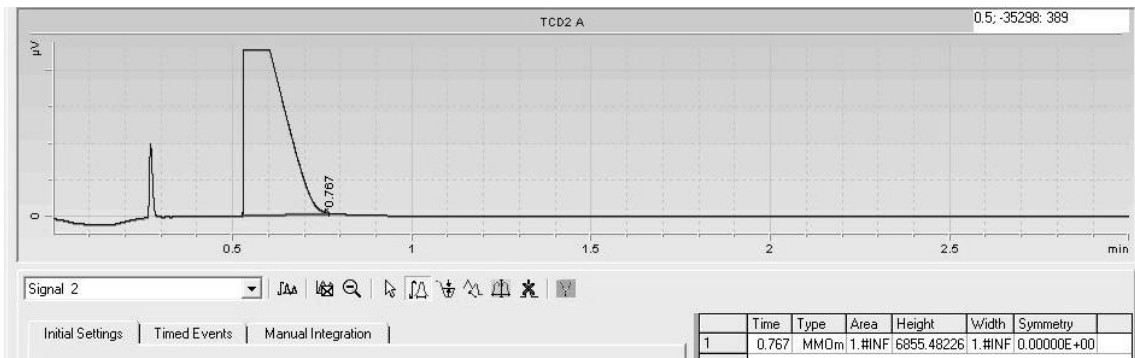 TCD2 A
0.5; -35298: 389
µV
0
0.767
0.5
1
1.5
2
2.5
min
Signal 2
Initial Settings
Timed Events
Manual Integration
Time Type Area Height Width Symmetry
1 0.767 MMOm 1.#INF 6855.48226 1.#INF 0.00000E+00